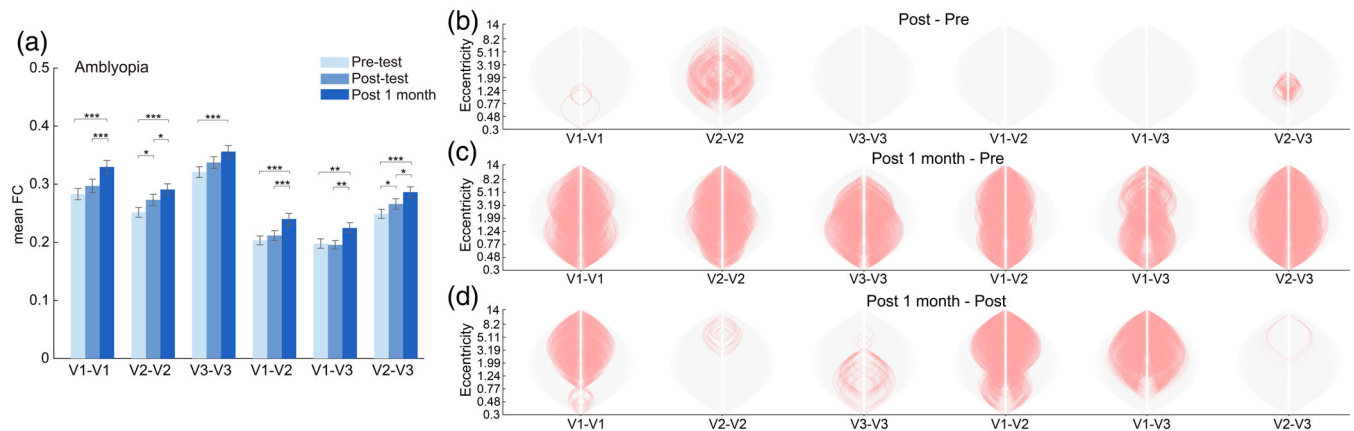 (a)
Amblyopia
Pre-test
Post-test
Post 1 month
mean FC
0.5
0.4
0.3
0.2
0.1
0
*** *** *** * * *** *** *** ** ** *** * *
V1-V1 V2-V2 V3-V3 V1-V2 V1-V3 V2-V3
(b)
Post - Pre
Eccentricity
14
8.2
5.11
3.19
1.99
1.24
0.77
0.48
0.3
V1-V1 V2-V2 V3-V3 V1-V2 V1-V3 V2-V3
(c)
Post 1 month - Pre
Eccentricity
14
8.2
5.11
3.19
1.99
1.24
0.77
0.48
0.3
V1-V1 V2-V2 V3-V3 V1-V2 V1-V3 V2-V3
(d)
Post 1 month - Post
Eccentricity
14
8.2
5.11
3.19
1.99
1.24
0.77
0.48
0.3
V1-V1 V2-V2 V3-V3 V1-V2 V1-V3 V2-V3